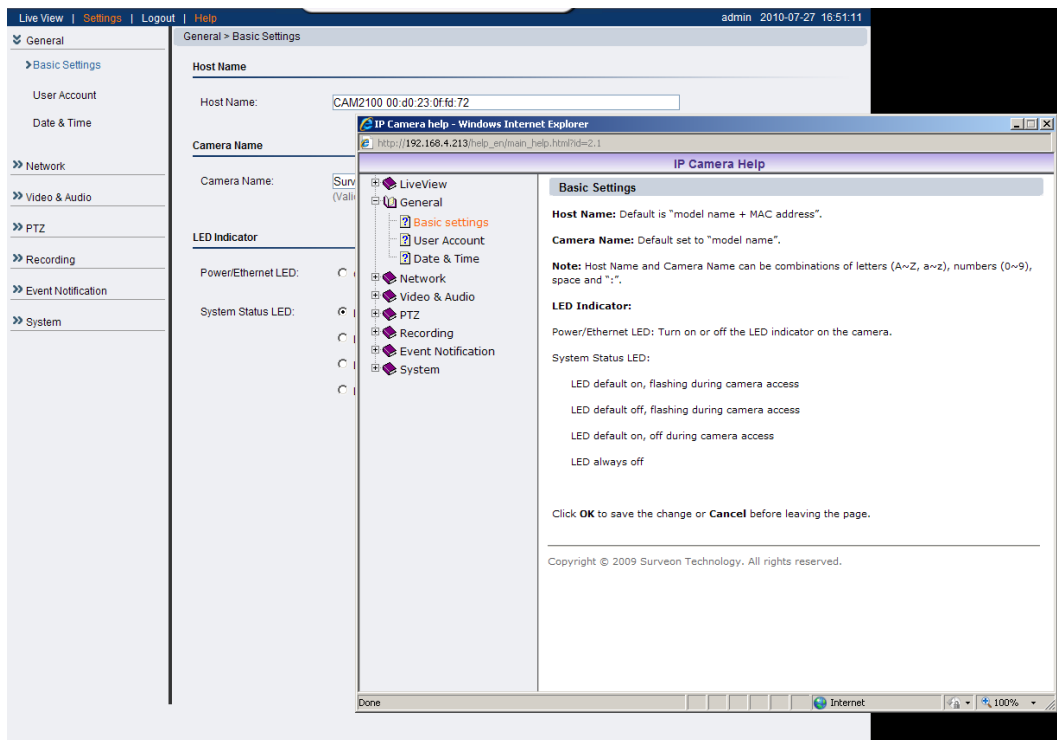 Live View | Settings | Logout | Help
admin 2010-07-27 16:51:11
General
Basic Settings
User Account
Date & Time
Network
Video & Audio
PTZ
Recording
Event Notification
System
General > Basic Settings
Host Name
Host Name: CAM2100 00:d0:23:0f:fd:72
Camera Name
Camera Name: Surv
(Vali
LED Indicator
Power/Ethernet LED:
System Status LED:
IP Camera help - Windows Internet Explorer
http://192.168.4.213/help_en/main_help.html?id=2.1
IP Camera Help
LiveView
General
Basic settings
User Account
Date & Time
Network
Video & Audio
PTZ
Recording
Event Notification
System
Basic Settings
Host Name: Default is “model name + MAC address”.
Camera Name: Default set to “model name”.
Note: Host Name and Camera Name can be combinations of letters (A~Z, a~z), numbers (0~9),
space and “:”.
LED Indicator:
Power/Ethernet LED: Turn on or off the LED indicator on the camera.
System Status LED:
LED default on, flashing during camera access
LED default off, flashing during camera access
LED default on, off during camera access
LED always off
Click OK to save the change or Cancel before leaving the page.
Copyright © 2009 Surveon Technology. All rights reserved.
Done
Internet
100%